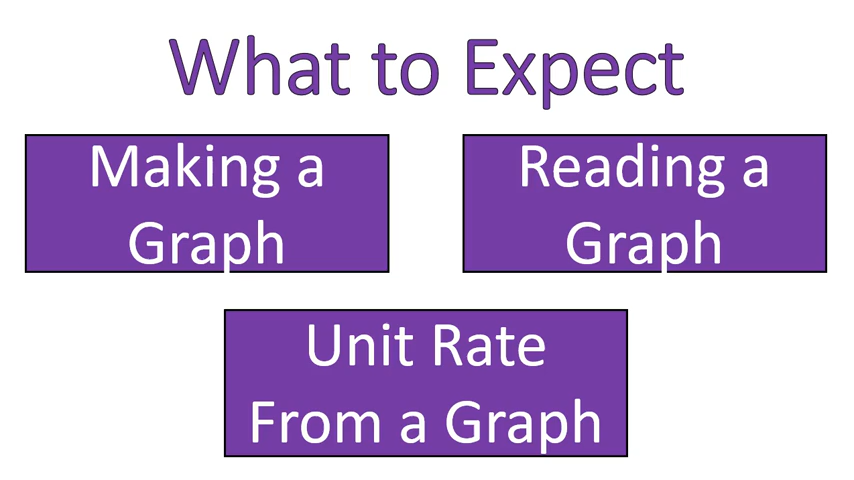 What to Expect
Making a
Graph
Reading a
Graph
Unit Rate
From a Graph